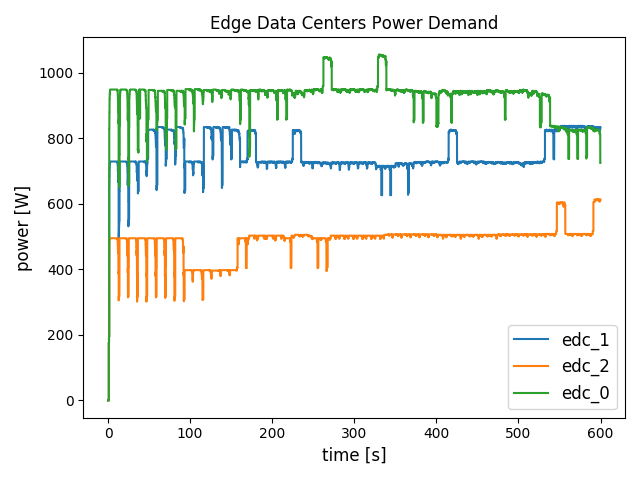 Edge Data Centers Power Demand
power [W]
1000
800
600
400
200
0
0 100 200 300 400 500 600
time [s]
edc_1
edc_2
edc_0